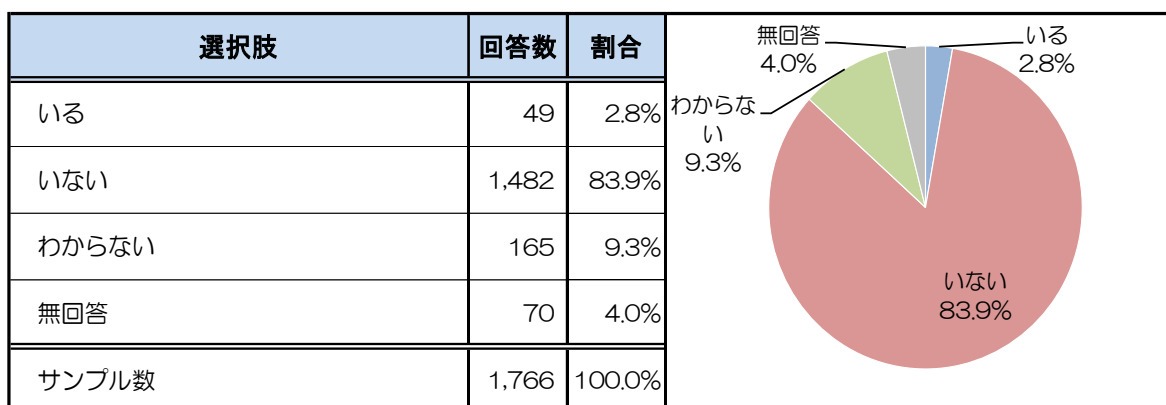 選択肢 回答数 割合
いる 49 2.8%
いない 1,482 83.9%
わからない 165 9.3%
無回答 70 4.0%
サンプル数 1,766 100.0%
無回答
4.0%
いる
2.8%
わからな
い
9.3%
いない
83.9%